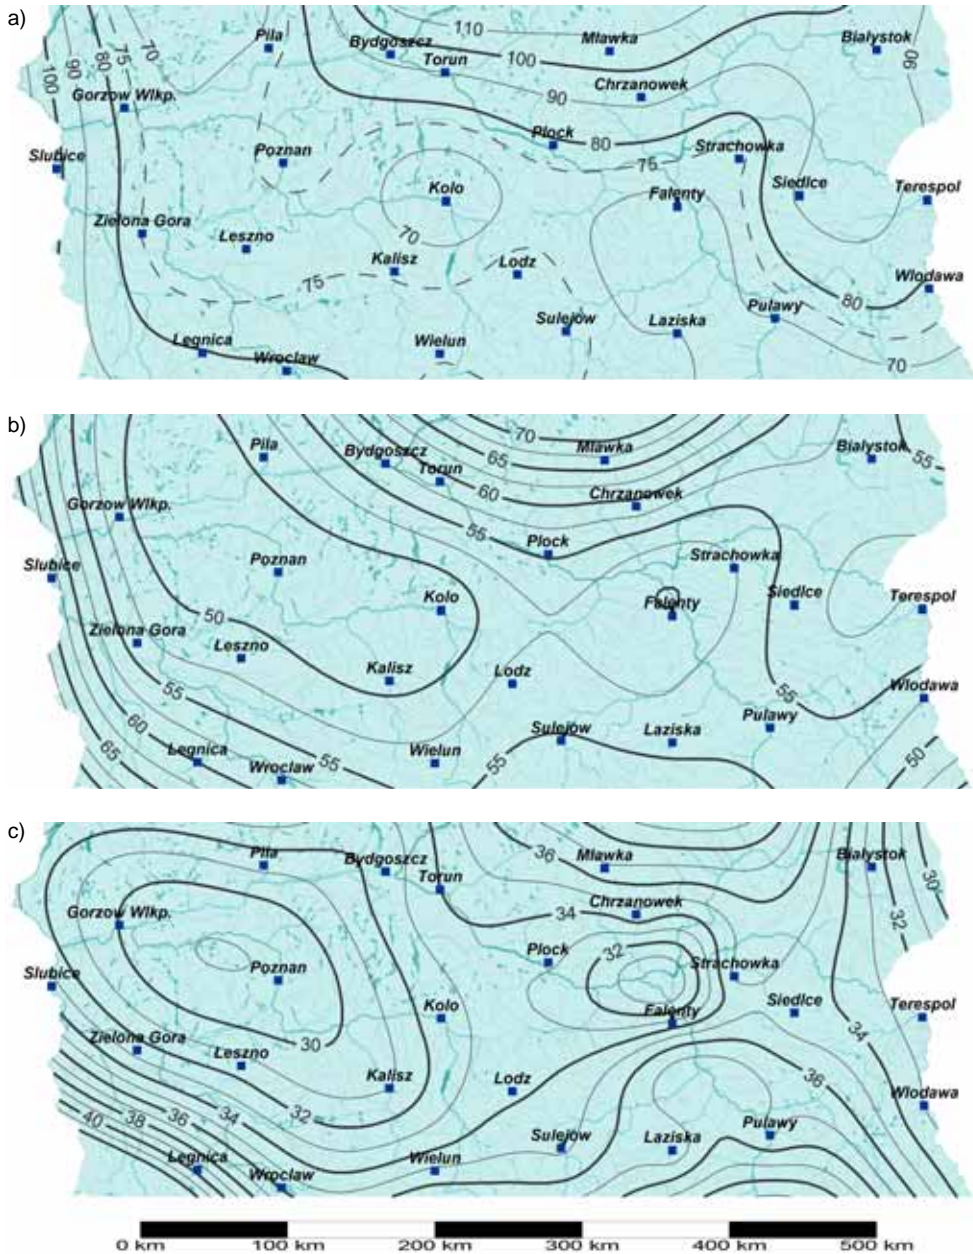 a)
110
70
Pila
Bydgoszcz
Mławka
Bialystok
75
90
100
Torun
80
90
100
Chrzanowek
90
Gorzow Wlkp.
Plock
80
Strachowka
Slubice
Poznan
75
Kolo
Falenty
Siedlce
Terespol
Zielona Gora
Leszno
70
Kalisz
Lodz
75
80
Wlodawa
Legnica
Wroclaw
Wielun
Sulejow
Laziska
Pulawy
70
b)
70
Pila
Bydgoszcz
Mławka
Bialystok
65
55
Torun
60
Chrzanowek
Gorzow Wlkp.
55
Plock
Slubice
Poznan
Strachowka
Kolo
Falenty
Siedlce
Terespol
50
Zielona Gora
Leszno
Kalisz
Lodz
55
55
Wlodawa
60
Legnica
Pulawy
65
Wroclaw
55
Wielun
55
Sulejow
Laziska
50
c)
36
Pila
Bydgoszcz
Mławka
Bialystok
30
Torun
Chrzanowek
Gorzow Wlkp.
34
32
Plock
32
Slubice
Poznan
Strachowka
Kolo
Falenty
Siedlce
Terespol
34
Zielona Gora
Leszno
30
Kalisz
Lodz
36
Wlodawa
40
38
36
34
32
Legnica
Wroclaw
Wielun
Sulejow
Laziska
Pulawy
0 km
100 km
200 km
300 km
400 km
500 km